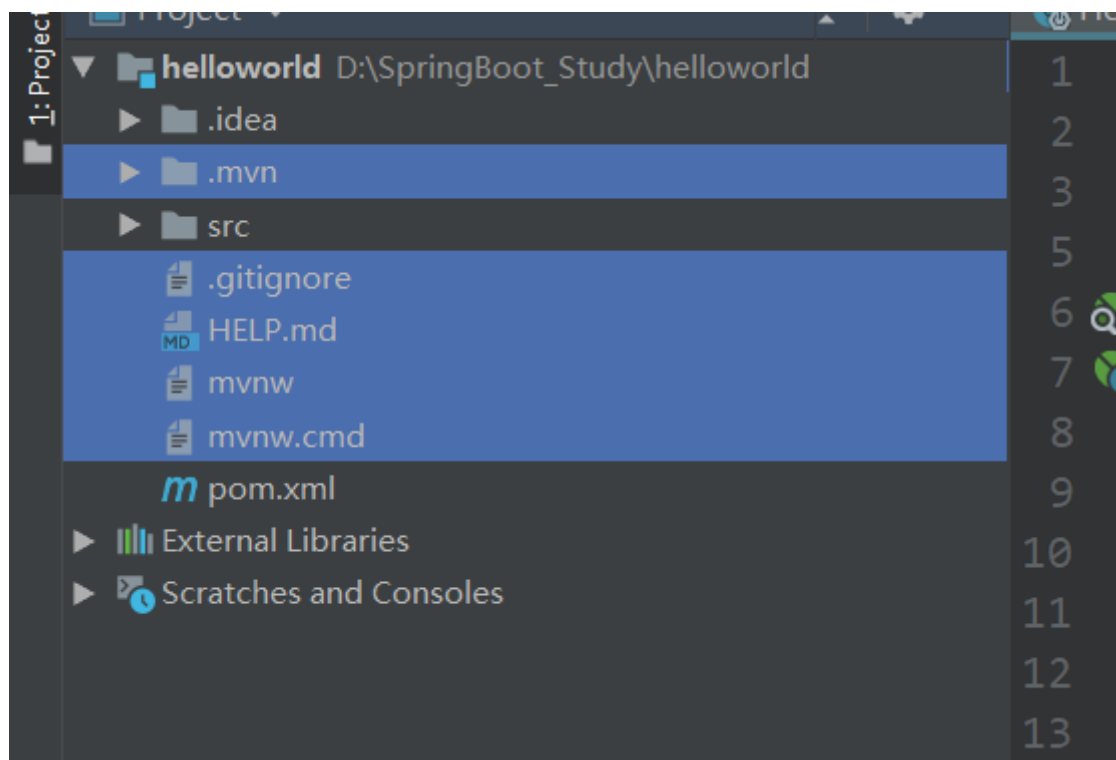 Project
1: Project
helloworld D:\SpringBoot_Study\helloworld
.idea
.mvn
src
.gitignore
MD HELP.md
mvnw
mvnw.cmd
m pom.xml
External Libraries
Scratches and Consoles
1
2
3
5
6
7
8
9
10
11
12
13